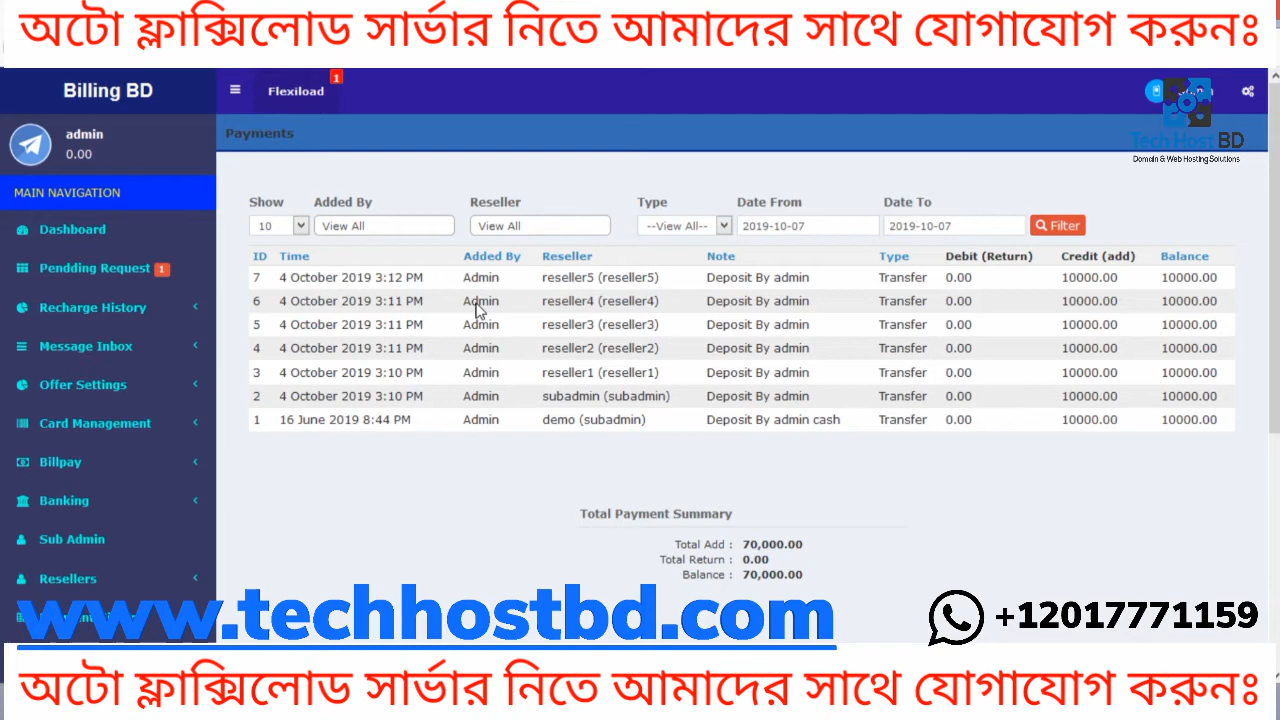 অটো ফ্লাক্সিলোড সার্ভার নিতে আমাদের সাথে যোগাযোগ করুনঃ
Billing BD
Flexiload
1
Tech Host BD
Domain & Web Hosting Solutions
admin
0.00
Payments
MAIN NAVIGATION
Dashboard
Pendding Request 1
Recharge History
Message Inbox
Offer Settings
Card Management
Billpay
Banking
Sub Admin
Resellers
Show Added By Reseller Type Date From Date To
10 View All View All --View All-- 2019-10-07 2019-10-07 Filter
ID Time Added By Reseller Note Type Debit (Return) Credit (add) Balance
7 4 October 2019 3:12 PM Admin reseller5 (reseller5) Deposit By admin Transfer 0.00 10000.00 10000.00
6 4 October 2019 3:11 PM Admin reseller4 (reseller4) Deposit By admin Transfer 0.00 10000.00 10000.00
5 4 October 2019 3:11 PM Admin reseller3 (reseller3) Deposit By admin Transfer 0.00 10000.00 10000.00
4 4 October 2019 3:11 PM Admin reseller2 (reseller2) Deposit By admin Transfer 0.00 10000.00 10000.00
3 4 October 2019 3:10 PM Admin reseller1 (reseller1) Deposit By admin Transfer 0.00 10000.00 10000.00
2 4 October 2019 3:10 PM Admin subadmin (subadmin) Deposit By admin Transfer 0.00 10000.00 10000.00
1 16 June 2019 8:44 PM Admin demo (subadmin) Deposit By admin cash Transfer 0.00 10000.00 10000.00
Total Payment Summary
Total Add : 70,000.00
Total Return : 0.00
Balance : 70,000.00
www.techhostbd.com
+12017771159
অটো ফ্লাক্সিলোড সার্ভার নিতে আমাদের সাথে যোগাযোগ করুনঃ